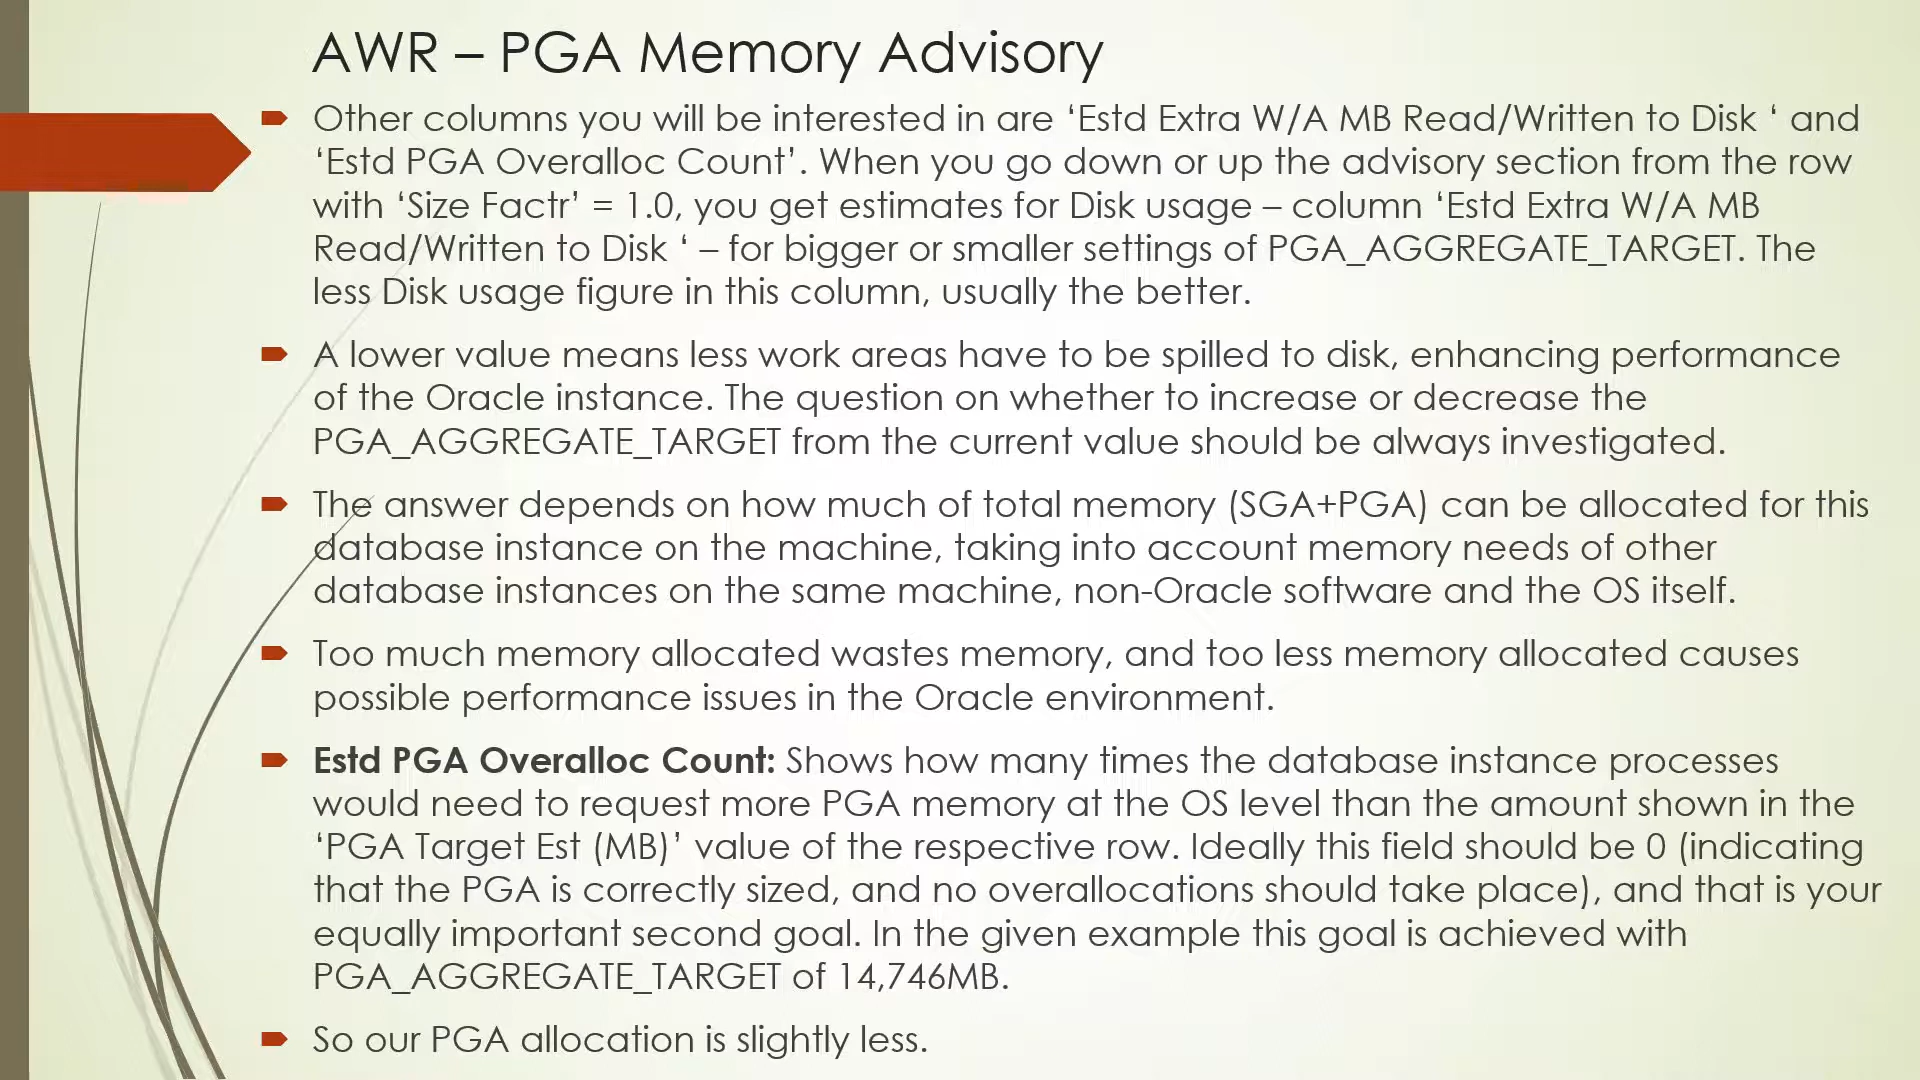 AWR – PGA Memory Advisory
Other columns you will be interested in are ‘Estd Extra W/A MB Read/Written to Disk ‘ and
‘Estd PGA Overalloc Count’. When you go down or up the advisory section from the row
with ‘Size Factr’ = 1.0, you get estimates for Disk usage – column ‘Estd Extra W/A MB
Read/Written to Disk ‘ – for bigger or smaller settings of PGA_AGGREGATE_TARGET. The
less Disk usage figure in this column, usually the better.
A lower value means less work areas have to be spilled to disk, enhancing performance
of the Oracle instance. The question on whether to increase or decrease the
PGA_AGGREGATE_TARGET from the current value should be always investigated.
The answer depends on how much of total memory (SGA+PGA) can be allocated for this
database instance on the machine, taking into account memory needs of other
database instances on the same machine, non-Oracle software and the OS itself.
Too much memory allocated wastes memory, and too less memory allocated causes
possible performance issues in the Oracle environment.
Estd PGA Overalloc Count: Shows how many times the database instance processes
would need to request more PGA memory at the OS level than the amount shown in the
‘PGA Target Est (MB)’ value of the respective row. Ideally this field should be 0 (indicating
that the PGA is correctly sized, and no overallocations should take place), and that is your
equally important second goal. In the given example this goal is achieved with
PGA_AGGREGATE_TARGET of 14,746MB.
So our PGA allocation is slightly less.